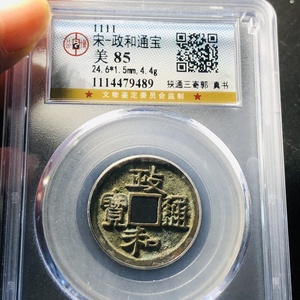 1111
宋-政和通宝
美 85
24.6*1.5mm,4.4g
1114479489
狭通三寄郭 真书
★ 文物鉴定委员会监制 ★
政
寶 通
和